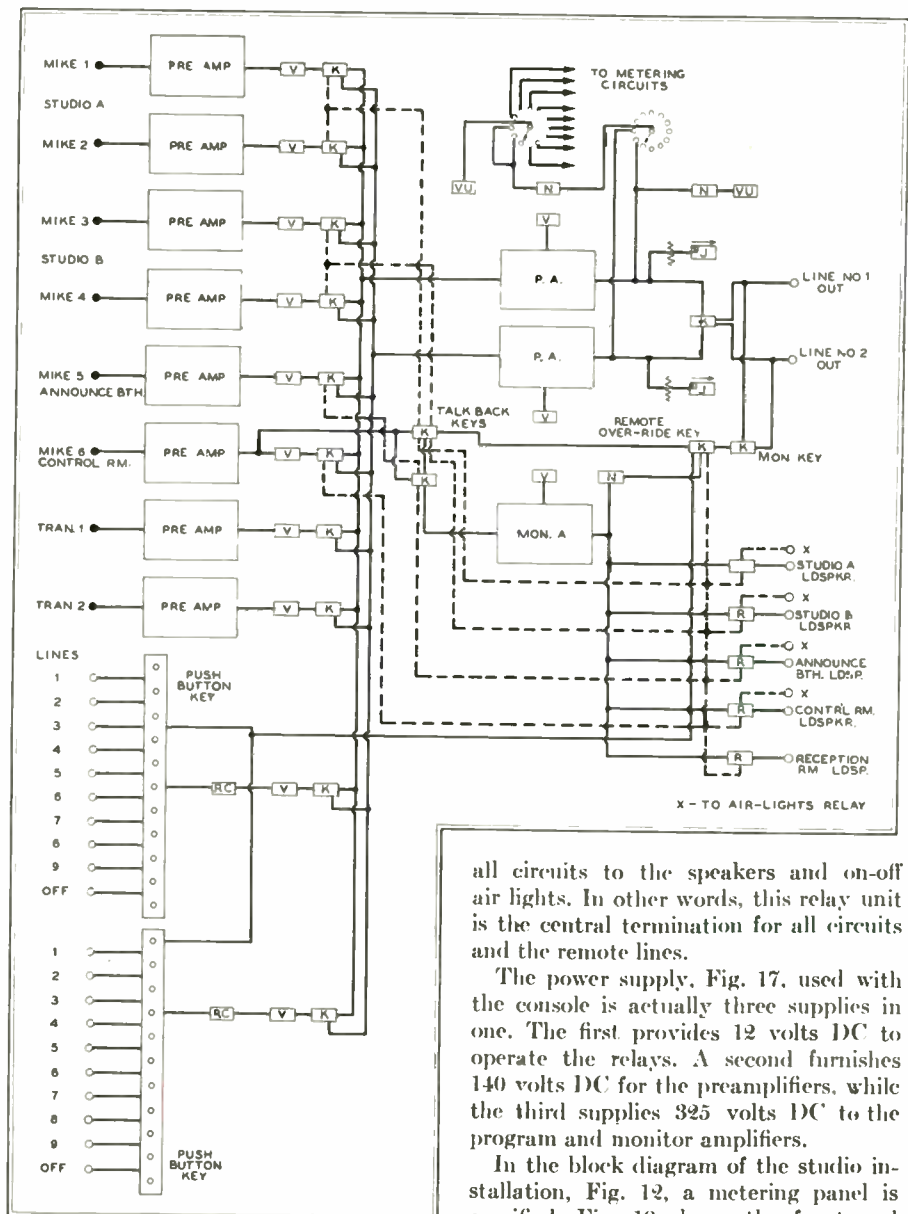 MIKE 1
PRE AMP
V
K
STUDIO A
MIKE 2
PRE AMP
V
K
MIKE 3
PRE AMP
V
K
STUDIO B
MIKE 4
PRE AMP
V
K
MIKE 5
ANNOUNCE BTH.
PRE AMP
V
K
MIKE 6
CONTROL RM.
PRE AMP
V
K
TRAN. 1
PRE AMP
V
K
TRAN 2
PRE AMP
V
K
TO METERING
CIRCUITS
VU
N
N
VU
V
P. A.
J
K
LINE NO 1
OUT
P. A.
V
J
LINE NO 2
OUT
TALK BACK
KEYS
K
K
REMOTE
OVER-RIDE KEY
K
K
MON KEY
V
N
MON. A
X
STUDIO A
LDSPKR.
X
R
STUDIO B
LDSPKR
X
R
ANNOUNCE
BTH. LDSP.
X
R
CONTR'L RM.
LDSPKR.
R
RECEPTION
RM LDSP.
X - TO AIR-LIGHTS RELAY
LINES
1
2
3
4
5
6
7
8
9
OFF
PUSH
BUTTON
KEY
RC
V
K
1
2
3
4
5
6
7
8
9
OFF
RC
V
K
PUSH
BUTTON
KEY
all circuits to the speakers and on-off
air lights. In other words, this relay unit
is the central termination for all circuits
and the remote lines.
The power supply, Fig. 17, used with
the console is actually three supplies in
one. The first provides 12 volts DC to
operate the relays. A second furnishes
140 volts DC for the preamplifiers, while
the third supplies 325 volts DC to the
program and monitor amplifiers.
In the block diagram of the studio in-
stallation, Fig. 12, a metering panel is